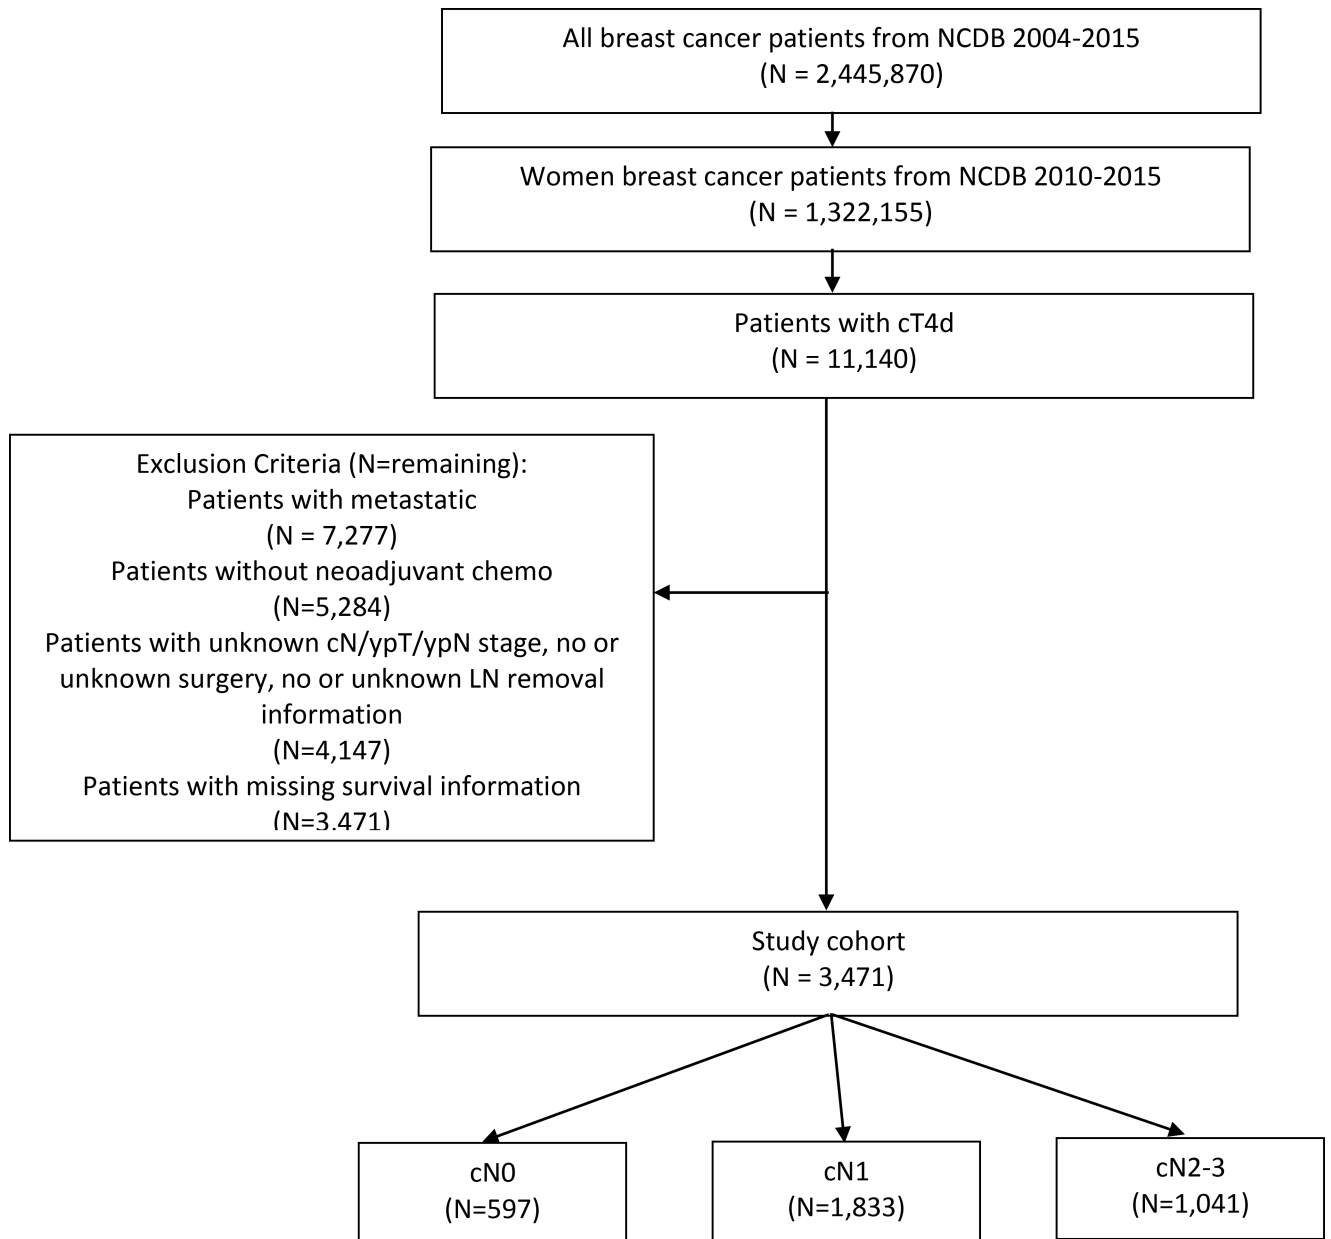 All breast cancer patients from NCDB 2004-2015
(N = 2,445,870)
Women breast cancer patients from NCDB 2010-2015
(N = 1,322,155)
Patients with cT4d
(N = 11,140)
Exclusion Criteria (N=remaining):
Patients with metastatic
(N = 7,277)
Patients without neoadjuvant chemo
(N=5,284)
Patients with unknown cN/ypT/ypN stage, no or
unknown surgery, no or unknown LN removal
information
(N=4,147)
Patients with missing survival information
(N=3,471)
Study cohort
(N = 3,471)
cN0
(N=597)
cN1
(N=1,833)
cN2-3
(N=1,041)